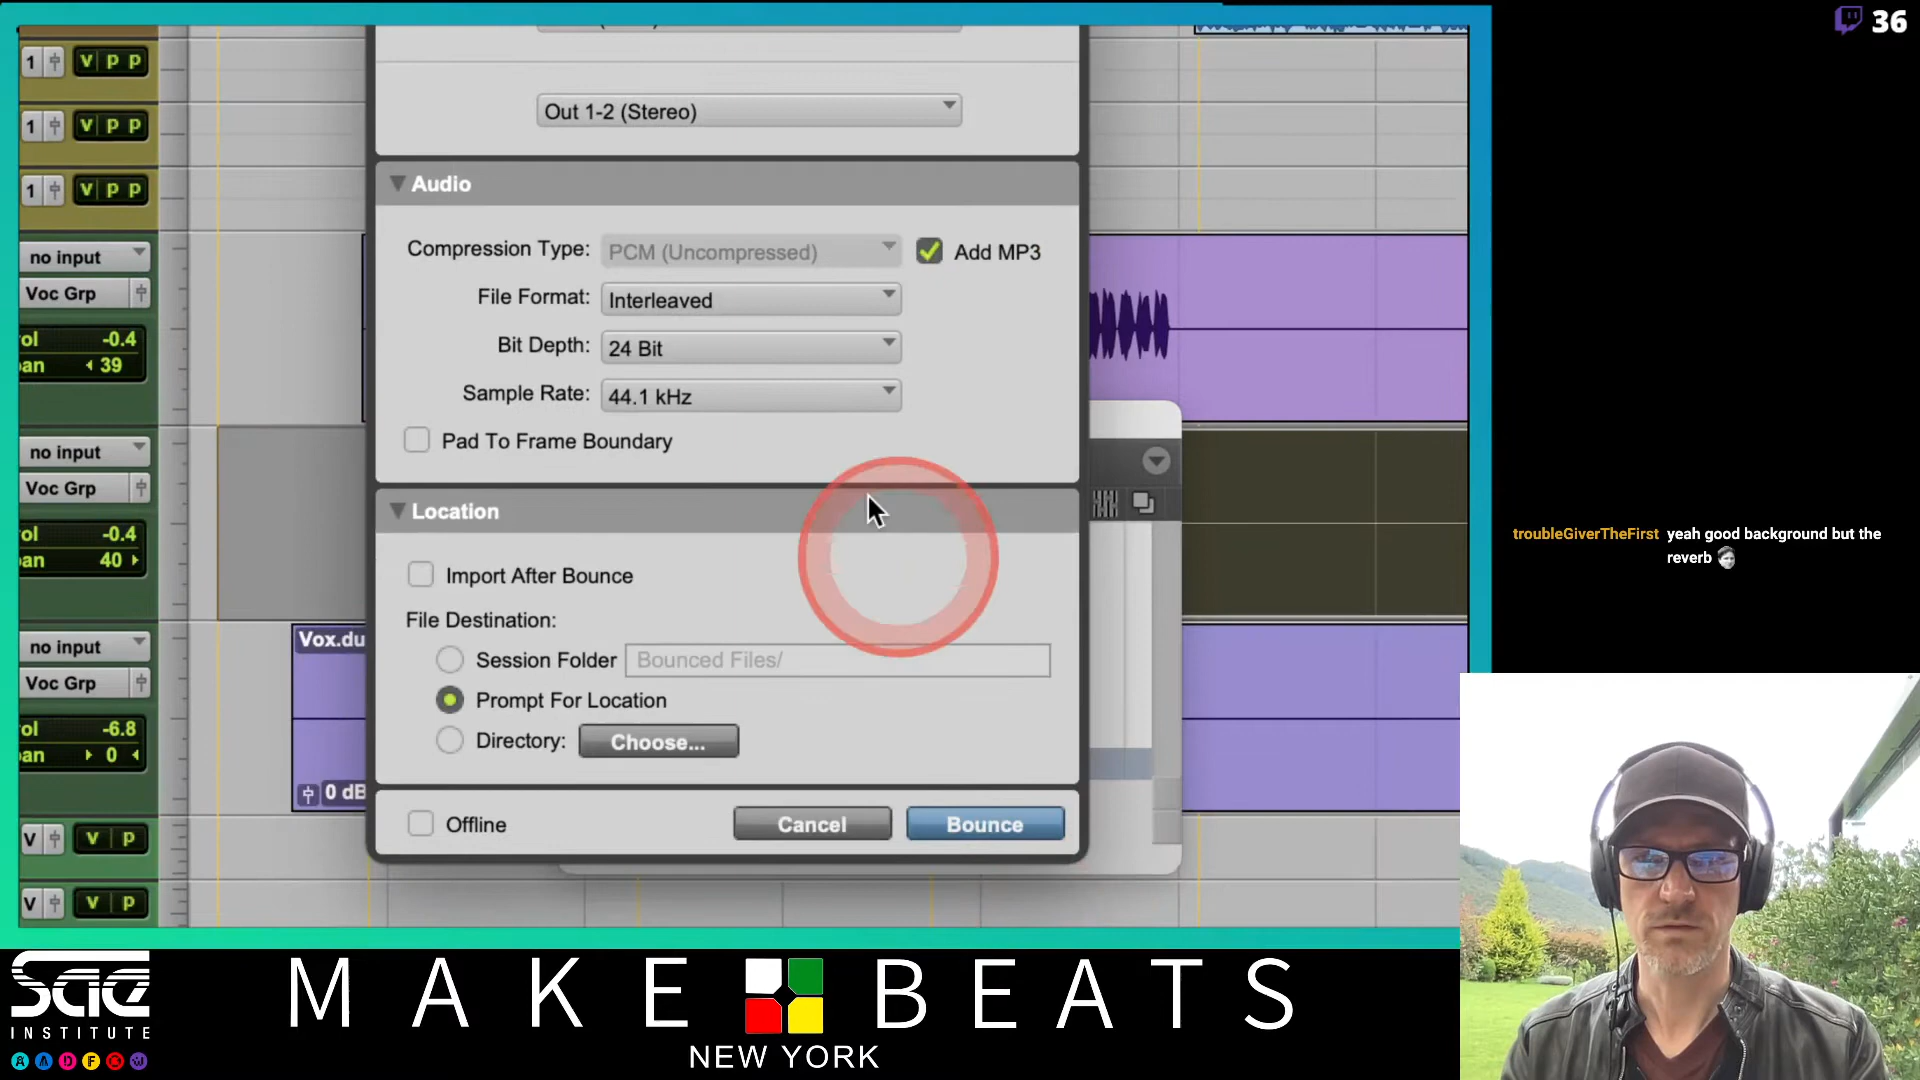 36
1 v p p
1 v p p
1 v p p
Out 1-2 (Stereo)
Audio
Compression Type: PCM (Uncompressed) Add MP3
File Format: Interleaved
Bit Depth: 24 Bit
Sample Rate: 44.1 kHz
Pad To Frame Boundary
Location
Import After Bounce
File Destination:
Session Folder Bounced Files/
Prompt For Location
Directory: Choose...
Offline Cancel Bounce
no input
Voc Grp
ol -0.4
an 39
no input
Voc Grp
ol -0.4
an 40
no input
Voc Grp
ol -6.8
an 0
Vox.du
0 dB
V v p
V v p
troubleGiverTheFirst yeah good background but the
reverb
sae
INSTITUTE
MAKE BEATS
NEW YORK